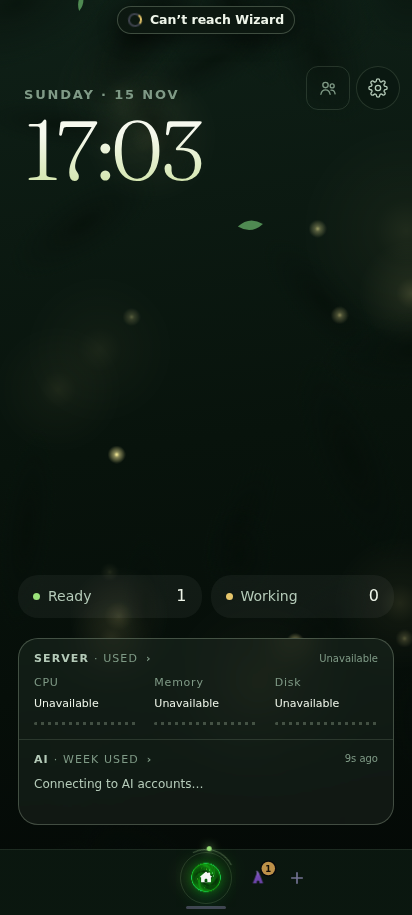 Can’t reach Wizard
SUNDAY · 15 NOV
17:03
Ready 1
Working 0
SERVER · USED › Unavailable
CPU Memory Disk
Unavailable Unavailable Unavailable
AI · WEEK USED › 9s ago
Connecting to AI accounts…
1